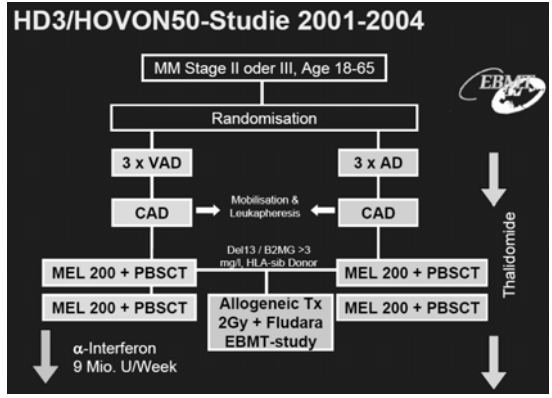 HD3/HOVON50-Studie 2001-2004
MM Stage II oder III, Age 18-65
EBMT
Randomisation
3 x VAD
3 x AD
CAD
Mobilisation &
Leukapheresis
CAD
Del13 / B2MG >3
mg/l, HLA-sib Donor
MEL 200 + PBSCT
MEL 200 + PBSCT
MEL 200 + PBSCT
Allogeneic Tx
2Gy + Fludara
EBMT-study
MEL 200 + PBSCT
Thalidomide
α-Interferon
9 Mio. U/Week